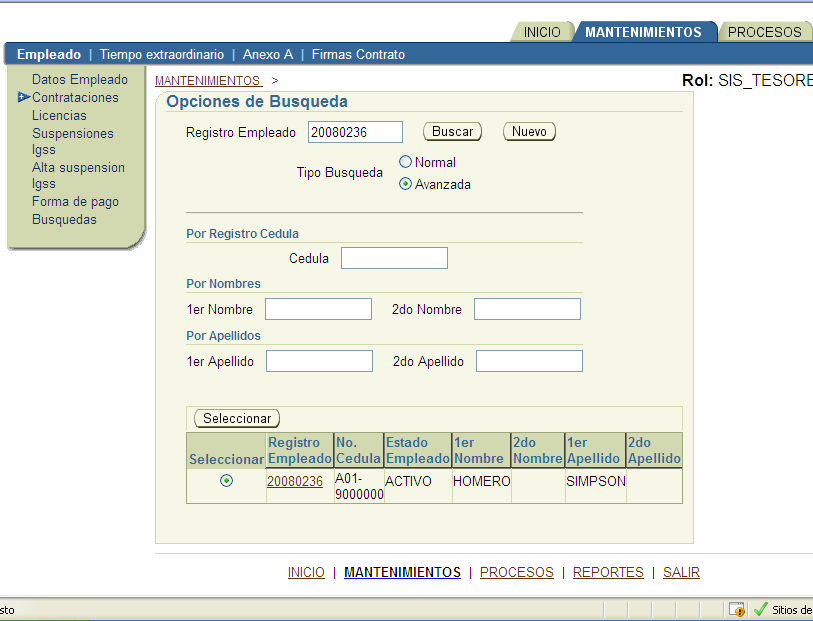 INICIO MANTENIMIENTOS PROCESOS
Empleado | Tiempo extraordinario | Anexo A | Firmas Contrato
Datos Empleado
Contrataciones
Licencias
Suspensiones
Igss
Alta suspension
Igss
Forma de pago
Busquedas
MANTENIMIENTOS >
Rol: SIS_TESORE
Opciones de Busqueda
Registro Empleado 20080236 Buscar Nuevo
Tipo Busqueda
Normal
Avanzada
Por Registro Cedula
Cedula
Por Nombres
1er Nombre 2do Nombre
Por Apellidos
1er Apellido 2do Apellido
Seleccionar
Seleccionar Registro Empleado No. Cedula Estado Empleado 1er Nombre 2do Nombre 1er Apellido 2do Apellido
20080236 A01-9000000 ACTIVO HOMERO SIMPSON
INICIO | MANTENIMIENTOS | PROCESOS | REPORTES | SALIR
sto Sitios de